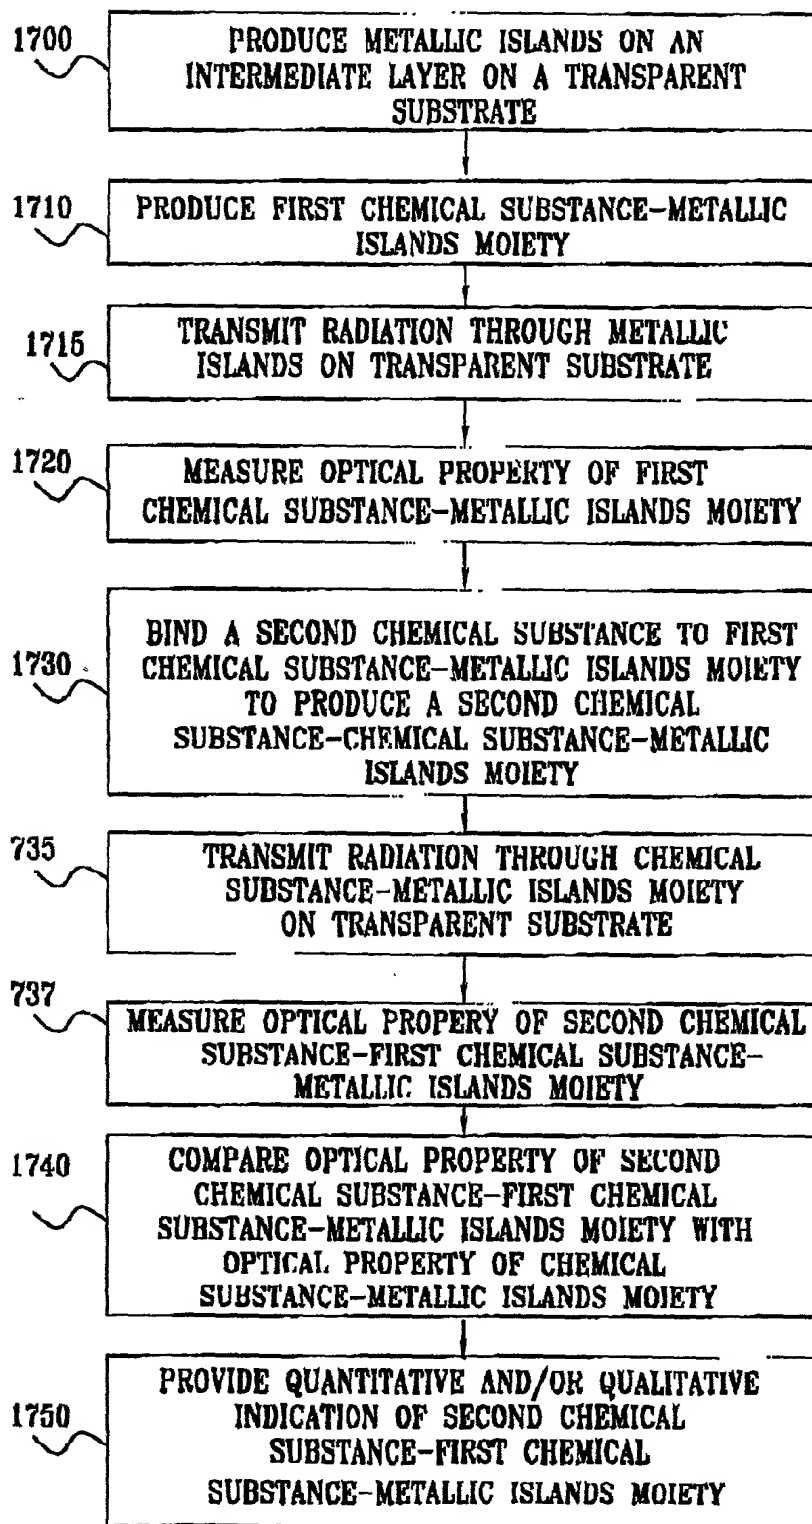 1700
PRODUCE METALLIC ISLANDS ON AN
INTERMEDIATE LAYER ON A TRANSPARENT
SUBSTRATE
1710
PRODUCE FIRST CHEMICAL SUBSTANCE-METALLIC
ISLANDS MOIETY
1715
TRANSMIT RADIATION THROUGH METALLIC
ISLANDS ON TRANSPARENT SUBSTRATE
1720
MEASURE OPTICAL PROPERTY OF FIRST
CHEMICAL SUBSTANCE-METALLIC ISLANDS MOIETY
1730
BIND A SECOND CHEMICAL SUBSTANCE TO FIRST
CHEMICAL SUBSTANCE-METALLIC ISLANDS MOIETY
TO PRODUCE A SECOND CHEMICAL
SUBSTANCE-CHEMICAL SUBSTANCE-METALLIC
ISLANDS MOIETY
735
TRANSMIT RADIATION THROUGH CHEMICAL
SUBSTANCE-METALLIC ISLANDS MOIETY
ON TRANSPARENT SUBSTRATE
737
MEASURE OPTICAL PROPERY OF SECOND CHEMICAL
SUBSTANCE-FIRST CHEMICAL SUBSTANCE-
METALLIC ISLANDS MOIETY
1740
COMPARE OPTICAL PROPERTY OF SECOND
CHEMICAL SUBSTANCE-FIRST CHEMICAL
SUBSTANCE-METALLIC ISLANDS MOIETY WITH
OPTICAL PROPERTY OF CHEMICAL
SUBSTANCE-METALLIC ISLANDS MOIETY
1750
PROVIDE QUANTITATIVE AND/OR QUALITATIVE
INDICATION OF SECOND CHEMICAL
SUBSTANCE-FIRST CHEMICAL
SUBSTANCE-METALLIC ISLANDS MOIETY